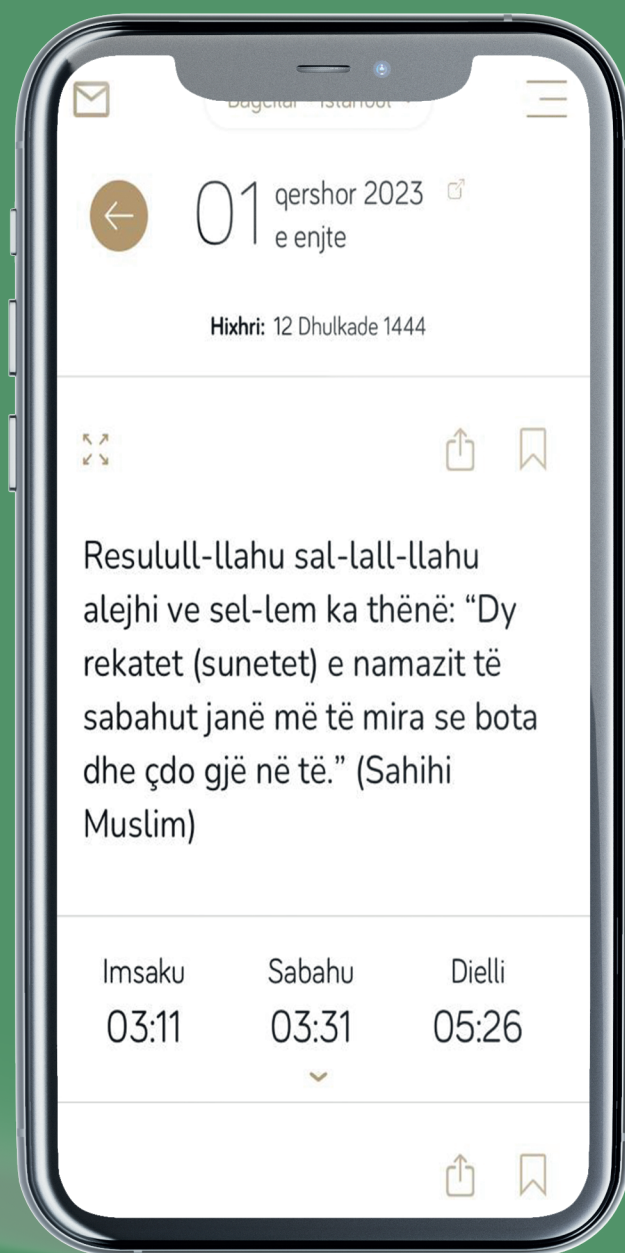 01 qershor 2023
e enjte
Hixhri: 12 Dhulkade 1444
Resulull-llahu sal-lall-llahu
alejhi ve sel-lem ka thënë: “Dy
rekatet (sunetet) e namazit të
sabahut janë më të mira se bota
dhe çdo gjë në të.” (Sahihi
Muslim)
Imsaku Sabahu Dielli
03:11 03:31 05:26